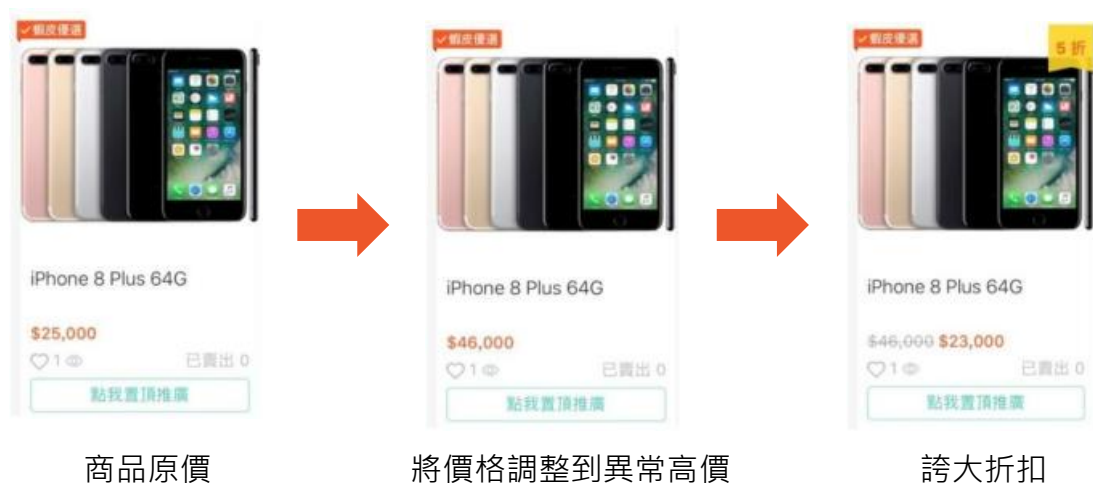 蝦皮優選
iPhone 8 Plus 64G
$25,000
1
已賣出 0
點我置頂推廣
商品原價
蝦皮優選
iPhone 8 Plus 64G
$46,000
1
已賣出 0
點我置頂推廣
將價格調整到異常高價
蝦皮優選
5 折
iPhone 8 Plus 64G
$46,000 $23,000
1
已賣出 0
點我置頂推廣
誇大折扣